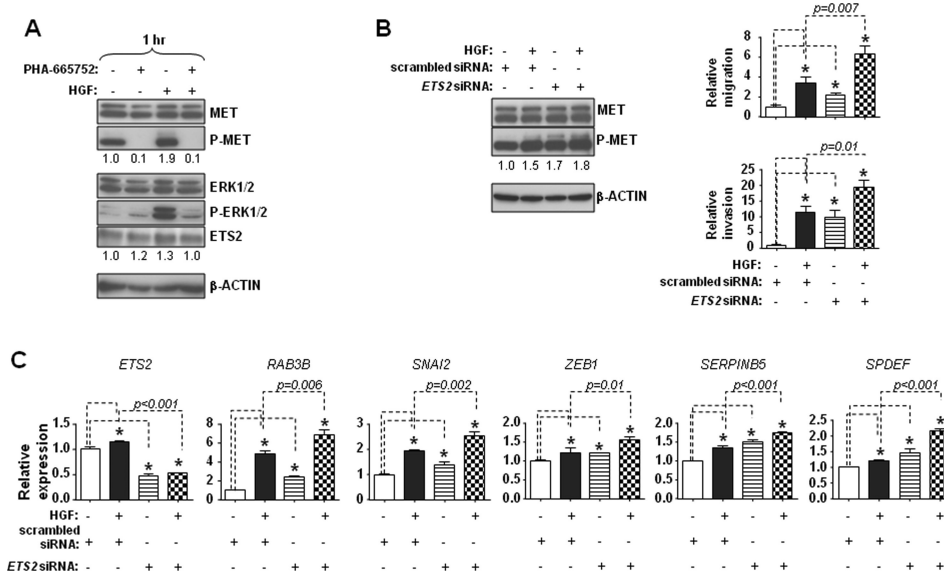 A
1 hr
PHA-665752: - + - +
HGF: - - + +
MET
P-MET
1.0 0.1 1.9 0.1
ERK1/2
P-ERK1/2
ETS2
1.0 1.2 1.3 1.0
β-ACTIN
B
HGF: - + - +
scrambled siRNA: + + - -
ETS2 siRNA: - - + +
MET
P-MET
1.0 1.5 1.7 1.8
β-ACTIN
p=0.007
Relative
migration
8
6
4
2
0
* * *
p=0.01
Relative
invasion
25
20
15
10
5
0
* * *
HGF: - + - +
scrambled siRNA: + + - -
ETS2 siRNA: - - + +
C
ETS2 RAB3B SNAI2 ZEB1 SERPINB5 SPDEF
p<0.001 p=0.006 p=0.002 p=0.01 p<0.001 p<0.001
Relative
expression
1.5
1.0
0.5
0.0
* * *
8
6
4
2
0
* * *
3
2
1
0
* * *
2.0
1.5
1.0
0.5
0.0
* * *
2.0
1.5
1.0
0.5
0.0
* * *
2.5
2.0
1.5
1.0
0.5
0.0
* * *
HGF: - + - + - + - + - + - + - + - + - + - + - + - +
scrambled
siRNA: + + - - + + - - + + - - + + - - + + - - + + - -
ETS2 siRNA: - - + + - - + + - - + + - - + + - - + + - - + +